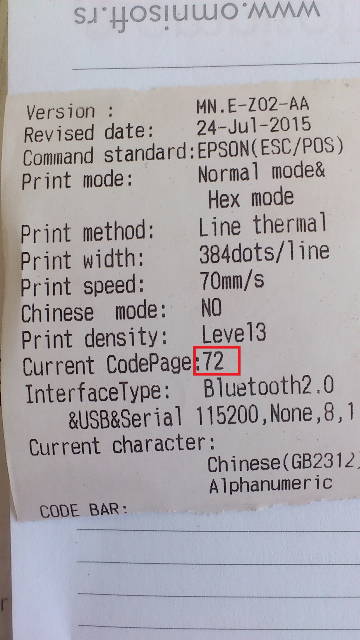 www.omnisoft.rs
Version : MN.E-Z02-AA
Revised date: 24-Jul-2015
Command standard:EPSON(ESC/POS)
Print mode: Normal mode&
Hex mode
Print method: Line thermal
Print width: 384dots/line
Print speed: 70mm/s
Chinese mode: NO
Print density: Level3
Current CodePage:72
InterfaceType: Bluetooth2.0
&USB&Serial 115200,None,8,1
Current character:
Chinese(GB2312)
Alphanumeric
CODE BAR: